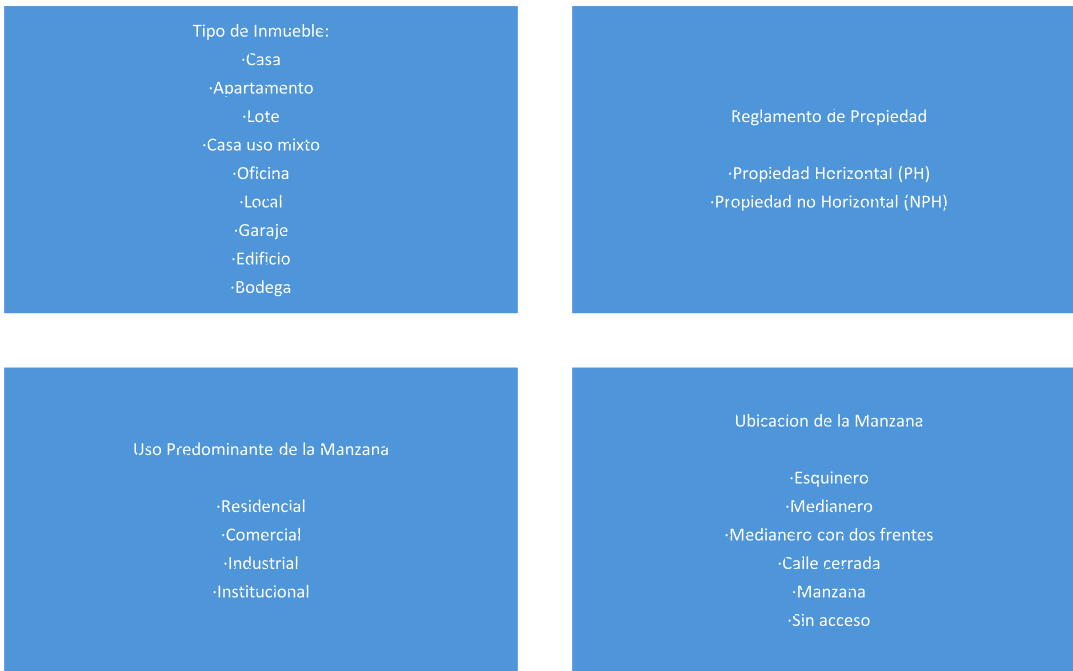 Tipo de Inmueble:
·Casa
·Apartamento
·Lote
·Casa uso mixto
·Oficina
·Local
·Garaje
·Edificio
·Bodega
Reglamento de Propiedad
·Propiedad Horizontal (PH)
·Propiedad no Horizontal (NPH)
Uso Predominante de la Manzana
·Residencial
·Comercial
·Industrial
·Institucional
Ubicacion de la Manzana
·Esquinero
·Medianero
·Medianero con dos frentes
·Calle cerrada
·Manzana
·Sin acceso